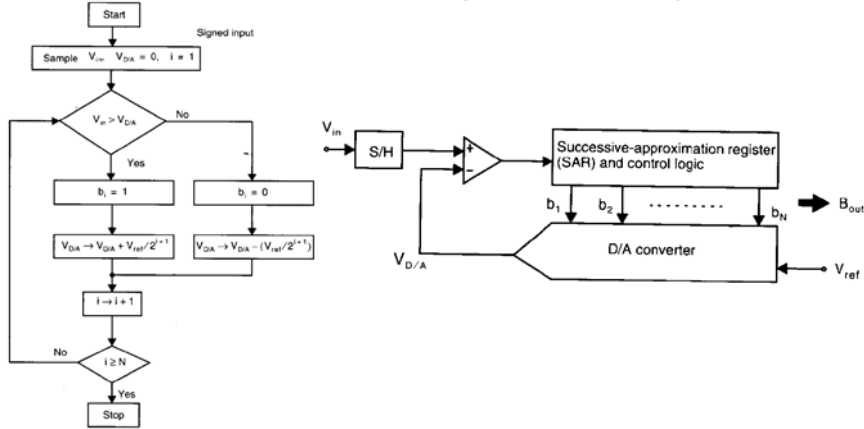 Start
Signed input
Sample V_in, V_D/A = 0, i = 1
V_in > V_D/A
No
Yes
b_i = 1
b_i = 0
V_D/A → V_D/A + V_ref/2^{i+1}
V_D/A → V_D/A − (V_ref/2^{i+1})
i → i + 1
No
i ≥ N
Yes
Stop
V_in
S/H
+
−
Successive-approximation register
(SAR) and control logic
b_1 b_2 ......... b_N
B_out
D/A converter
V_D/A
V_ref